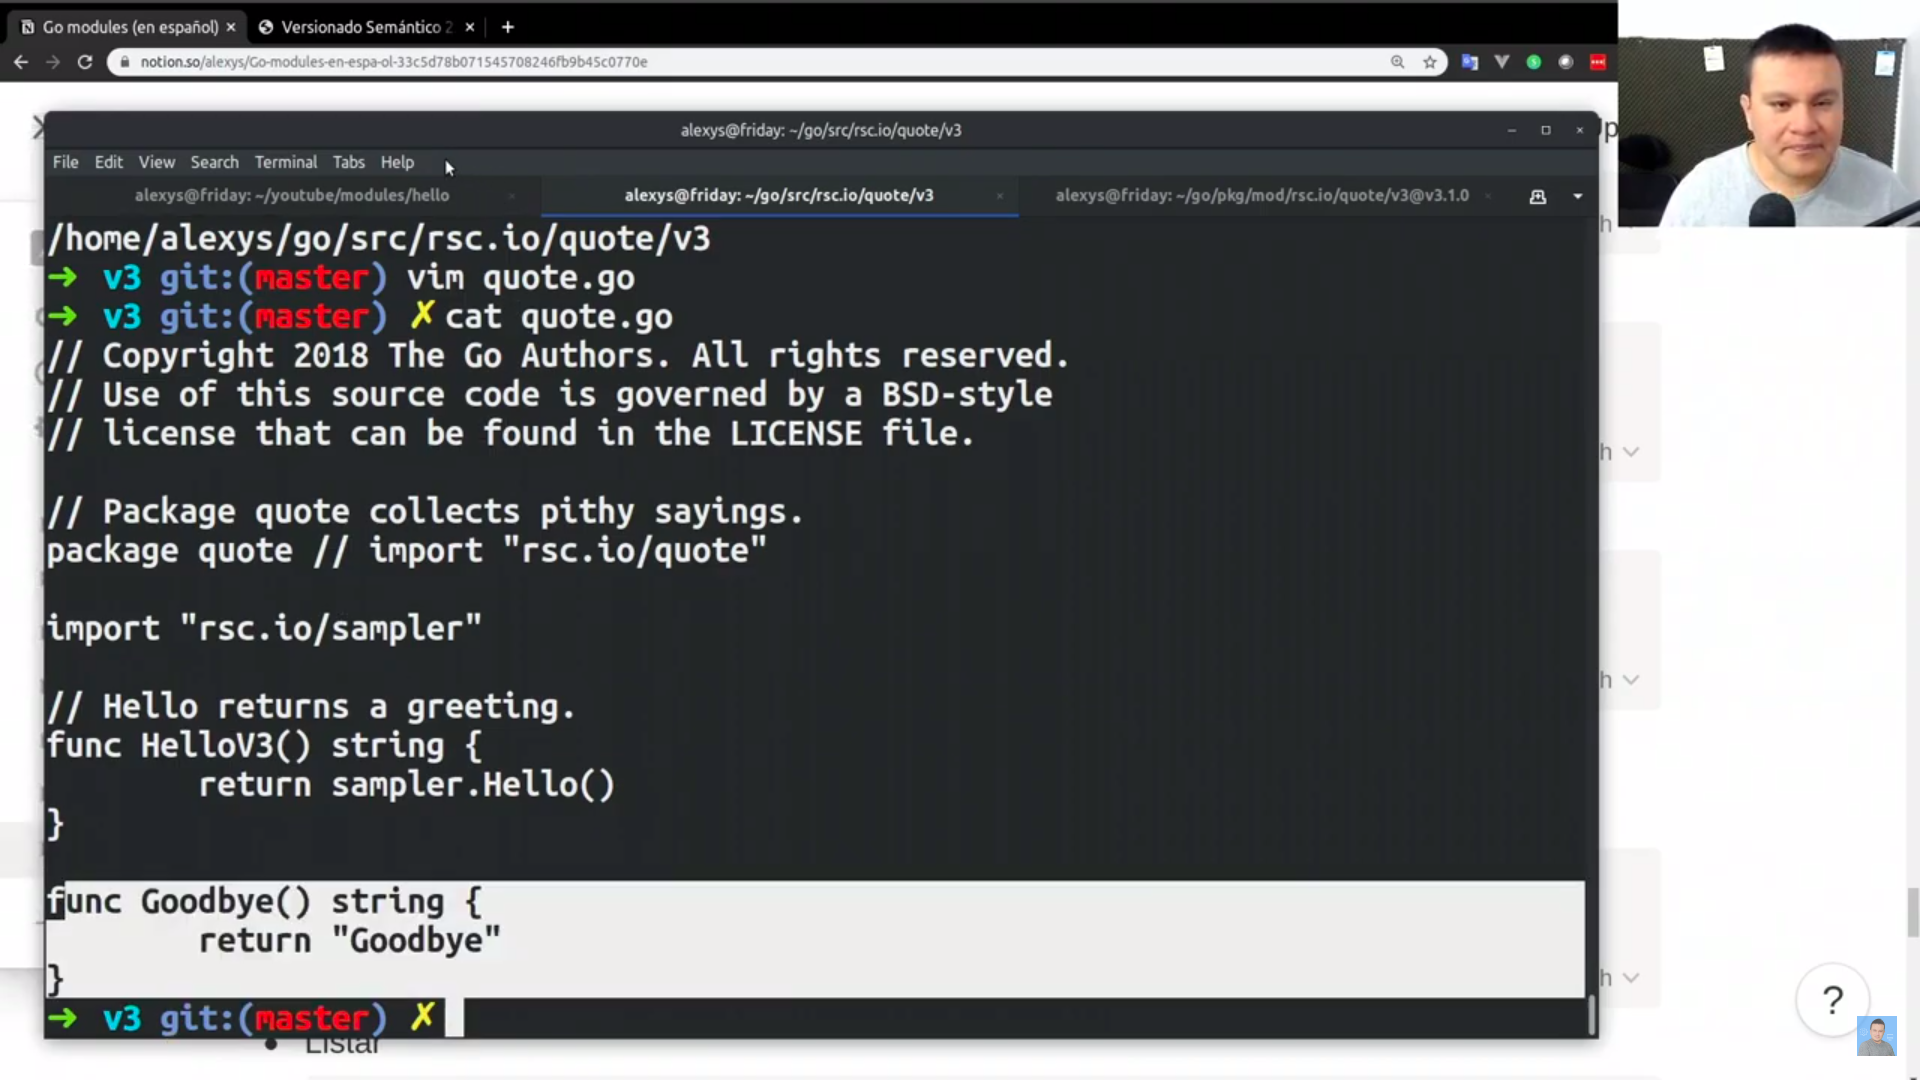 Go modules (en español)
Versionado Semántico 2
notion.so/alexys/Go-modules-en-espa-ol-33c5d78b071545708246fb9b45c0770e
alexys@friday: ~/go/src/rsc.io/quote/v3
File Edit View Search Terminal Tabs Help
alexys@friday: ~/youtube/modules/hello
alexys@friday: ~/go/src/rsc.io/quote/v3
alexys@friday: ~/go/pkg/mod/rsc.io/quote/v3@v3.1.0
/home/alexys/go/src/rsc.io/quote/v3
➜ v3 git:(master) vim quote.go
➜ v3 git:(master) ✗ cat quote.go
// Copyright 2018 The Go Authors. All rights reserved.
// Use of this source code is governed by a BSD-style
// license that can be found in the LICENSE file.
// Package quote collects pithy sayings.
package quote // import "rsc.io/quote"
import "rsc.io/sampler"
// Hello returns a greeting.
func HelloV3() string {
return sampler.Hello()
}
func Goodbye() string {
return "Goodbye"
}
➜ v3 git:(master) ✗
• Listar
?